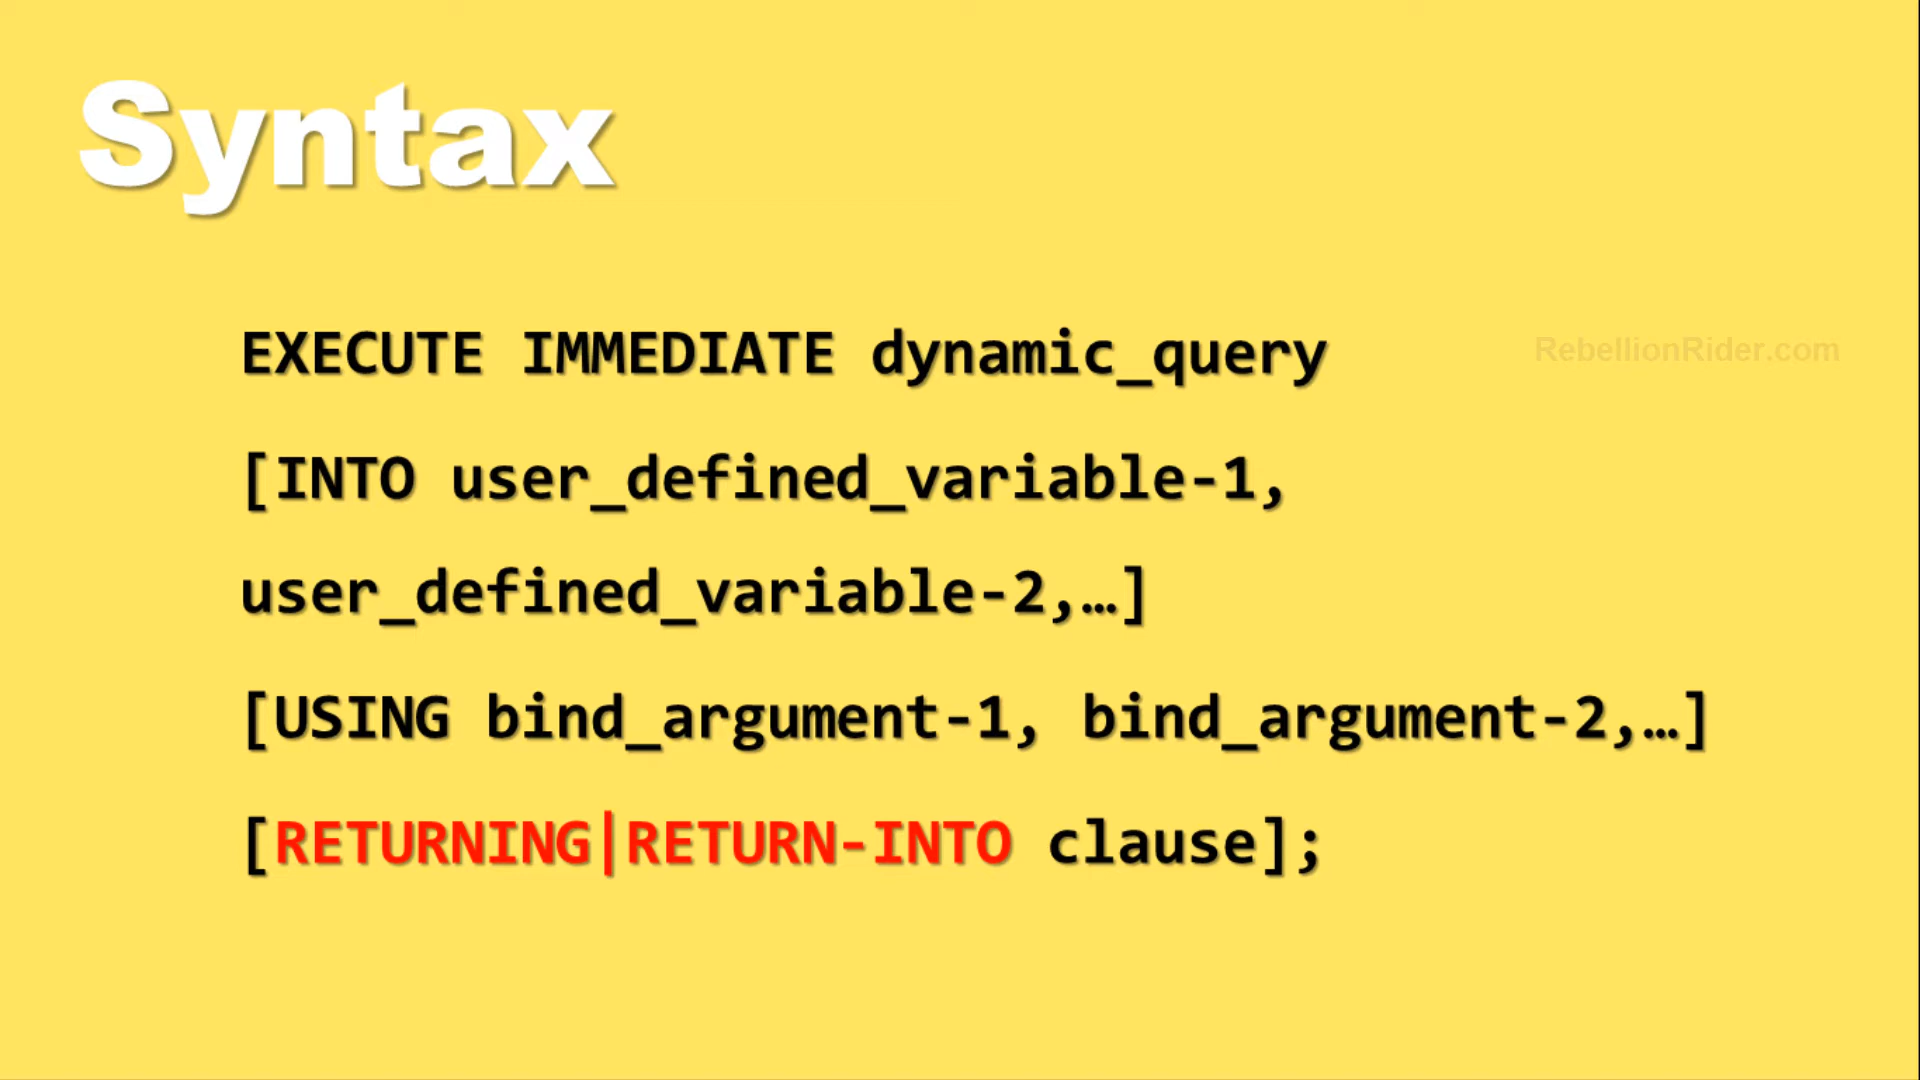 Syntax
EXECUTE IMMEDIATE dynamic_query
RebellionRider.com
[INTO user_defined_variable-1,
user_defined_variable-2,…]
[USING bind_argument-1, bind_argument-2,…]
[RETURNING|RETURN-INTO clause];